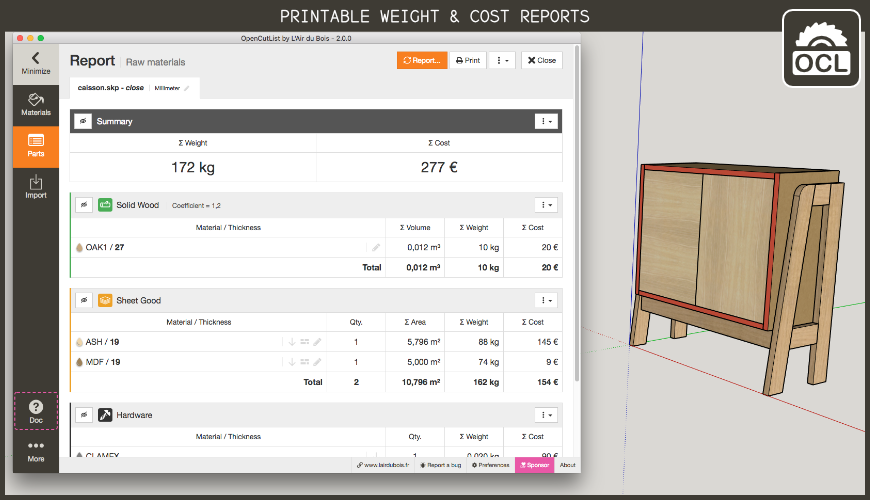 PRINTABLE WEIGHT & COST REPORTS
OCL
OpenCutList by L'Air du Bois - 2.0.0
Minimize
Materials
Parts
Import
Doc
More
Report | Raw materials
Report...
Print
Close
caisson.skp - close | Millimeter
Summary
Σ Weight Σ Cost
172 kg 277 €
Solid Wood Coefficient = 1,2
Material / Thickness Σ Volume Σ Weight Σ Cost
OAK1 / 27 0,012 m³ 10 kg 20 €
Total 0,012 m³ 10 kg 20 €
Sheet Good
Material / Thickness Qty. Σ Area Σ Weight Σ Cost
ASH / 19 1 5,796 m² 88 kg 145 €
MDF / 19 1 5,000 m² 74 kg 9 €
Total 2 10,796 m² 162 kg 154 €
Hardware
Material / Thickness Qty. Σ Weight Σ Cost
CLAMEX 1 0,020 kg 90 €
www.lairdubois.fr Report a bug Preferences Sponsor About